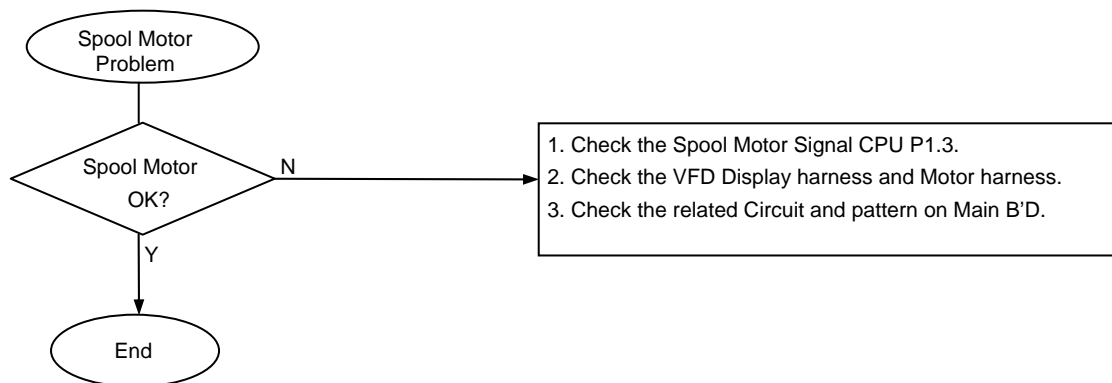 Spool Motor
Problem
Spool Motor
OK?
N
1. Check the Spool Motor Signal CPU P1.3.
2. Check the VFD Display harness and Motor harness.
3. Check the related Circuit and pattern on Main B’D.
Y
End